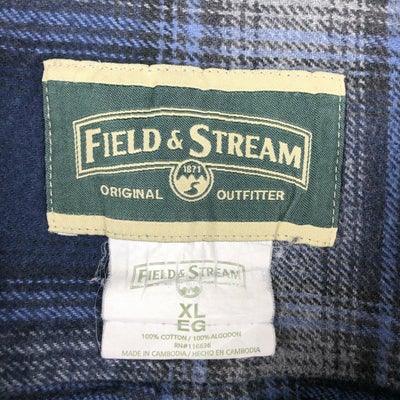 FIELD & STREAM
1871
ORIGINAL OUTFITTER
FIELD & STREAM
XL
EG
100% COTTON / 100% ALGODON
RN#116636
MADE IN CAMBODIA / HECHO EN CAMBODIA